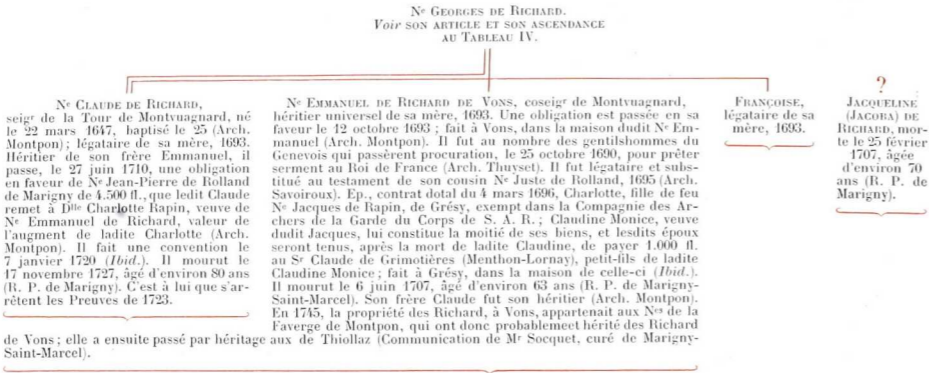 Nᵉ GEORGES DE RICHARD.
Voir SON ARTICLE ET SON ASCENDANCE
AU TABLEAU IV.
Nᵉ CLAUDE DE RICHARD,
seigʳ de la Tour de Montvuagnard, né
le 22 mars 1647, baptisé le 25 (Arch.
Montpon); légataire de sa mère, 1693.
Héritier de son frère Emmanuel, il
passe, le 27 juin 1710, une obligation
en faveur de Nᵉ Jean-Pierre de Rolland
de Marigny de 4.500 fl., que ledit Claude
remet à Dˡˡᵉ Charlotte Rapin, veuve de
Nᵉ Emmanuel de Richard, valeur de
l'augment de ladite Charlotte (Arch.
Montpon). Il fait une convention le
7 janvier 1720 (Ibid.). Il mourut le
17 novembre 1727, âgé d'environ 80 ans
(R. P. de Marigny). C'est à lui que s'ar-
rêtent les Preuves de 1723.
Nᵉ EMMANUEL DE RICHARD DE VONS, coseigʳ de Montvuagnard,
héritier universel de sa mère, 1693. Une obligation est passée en sa
faveur le 12 octobre 1693 ; fait à Vons, dans la maison dudit Nᵉ Em-
manuel (Arch. Montpon). Il fut au nombre des gentilshommes du
Genevois qui passèrent procuration, le 25 octobre 1690, pour prêter
serment au Roi de France (Arch. Thuyset). Il fut légataire et subs-
titué au testament de son cousin Nᵉ Juste de Rolland, 1695 (Arch.
Savoiroux). Ep., contrat dotal du 4 mars 1696, Charlotte, fille de feu
Nᵉ Jacques de Rapin, de Grésy, exempt dans la Compagnie des Ar-
chers de la Garde du Corps de S. A. R. ; Claudine Monice, veuve
dudit Jacques, lui constitue la moitié de ses biens, et lesdits époux
seront tenus, après la mort de ladite Claudine, de payer 1.000 fl.
au Sʳ Claude de Grimotières (Menthon-Lornay), petit-fils de ladite
Claudine Monice ; fait à Grésy, dans la maison de celle-ci (Ibid.).
Il mourut le 6 juin 1707, âgé d'environ 63 ans (R. P. de Marigny-
Saint-Marcel). Son frère Claude fut son héritier (Arch. Montpon).
En 1745, la propriété des Richard, à Vons, appartenait aux Nᵉˢ de la
Faverge de Montpon, qui ont donc probablemect hérité des Richard
de Vons ; elle a ensuite passé par héritage aux de Thiollaz (Communication de Mʳ Socquet, curé de Marigny-
Saint-Marcel).
FRANÇOISE,
légataire de sa
mère, 1693.
?
JACQUELINE
(JACOBA) DE
RICHARD, mor-
te le 25 février
1707, âgée
d'environ 70
ans (R. P. de
Marigny).